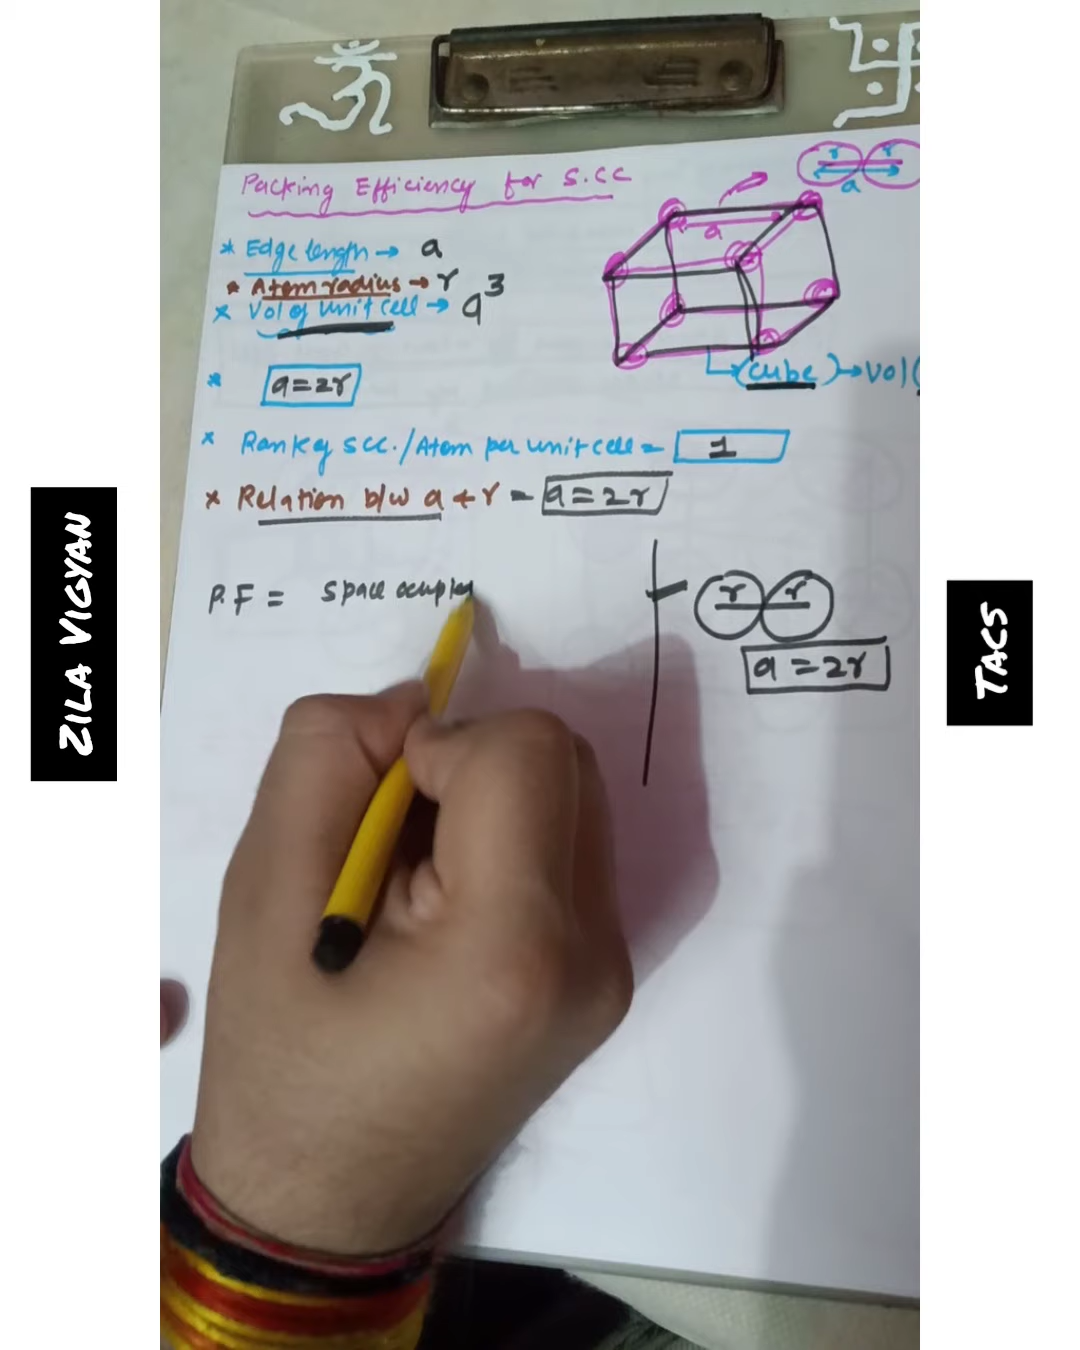 ॐ
Packing Efficiency for S.CC
r r
a
* Edge length → a
* Atom radius → r
* Vol of unit cell → a³
a
(cube) → Vol(
* a=2r
* Rank of scc./Atom per unit cell = 1
* Relation b/w a & r = a=2r
P.F = space
r r
a = 2r
ZILA VIGYAN
TACS